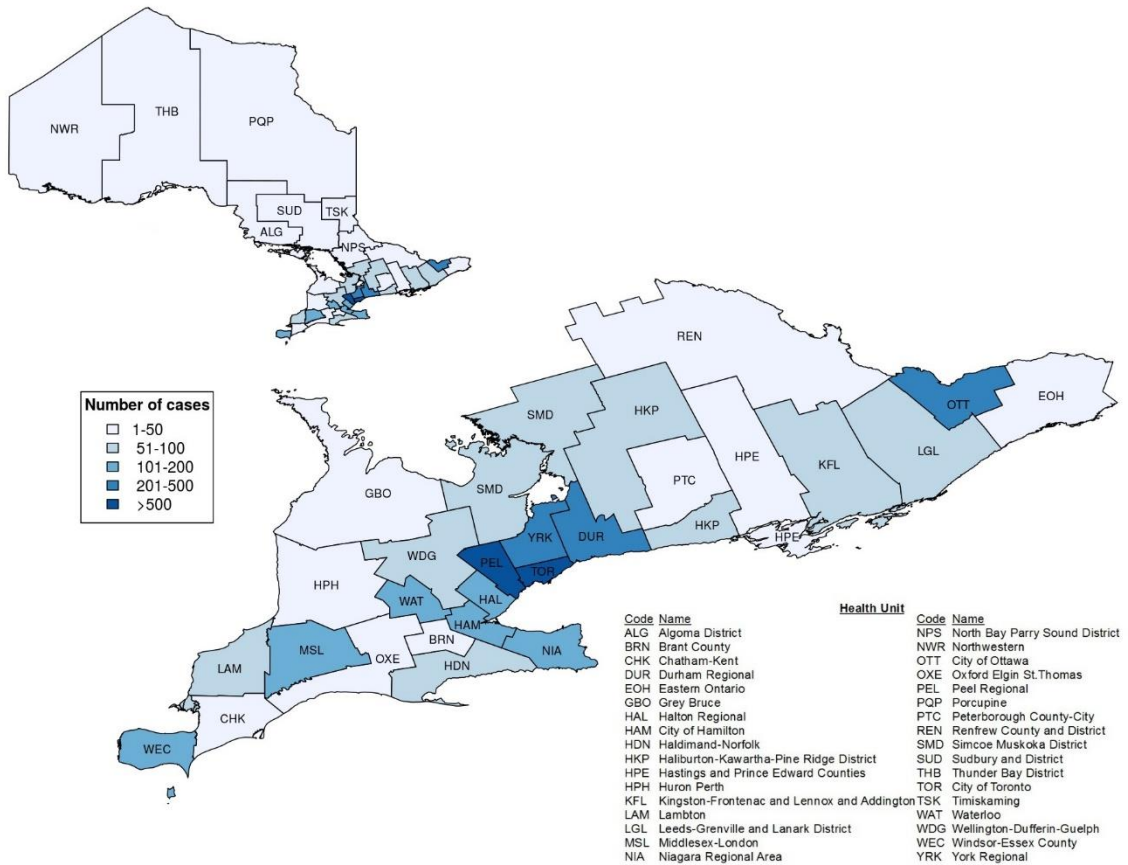 NWR
THB
PQP
SUD
TSK
ALG
NPS
Number of cases
1-50
51-100
101-200
201-500
>500
REN
SMD
HKP
OTT
EOH
LGL
KFL
HPE
PTC
GBO
SMD
HKP
HPE
DUR
YRK
WDG
PEL
TOR
HPH
WAT
HAL
HAM
BRN
NIA
MSL
OXE
HDN
LAM
CHK
WEC
Health Unit
Code Name
ALG Algoma District
BRN Brant County
CHK Chatham-Kent
DUR Durham Regional
EOH Eastern Ontario
GBO Grey Bruce
HAL Halton Regional
HAM City of Hamilton
HDN Haldimand-Norfolk
HKP Haliburton-Kawartha-Pine Ridge District
HPE Hastings and Prince Edward Counties
HPH Huron Perth
KFL Kingston-Frontenac and Lennox and Addington
LAM Lambton
LGL Leeds-Grenville and Lanark District
MSL Middlesex-London
NIA Niagara Regional Area
Code Name
NPS North Bay Parry Sound District
NWR Northwestern
OTT City of Ottawa
OXE Oxford Elgin St.Thomas
PEL Peel Regional
PQP Porcupine
PTC Peterborough County-City
REN Renfrew County and District
SMD Simcoe Muskoka District
SUD Sudbury and District
THB Thunder Bay District
TOR City of Toronto
TSK Timiskaming
WAT Waterloo
WDG Wellington-Dufferin-Guelph
WEC Windsor-Essex County
YRK York Regional